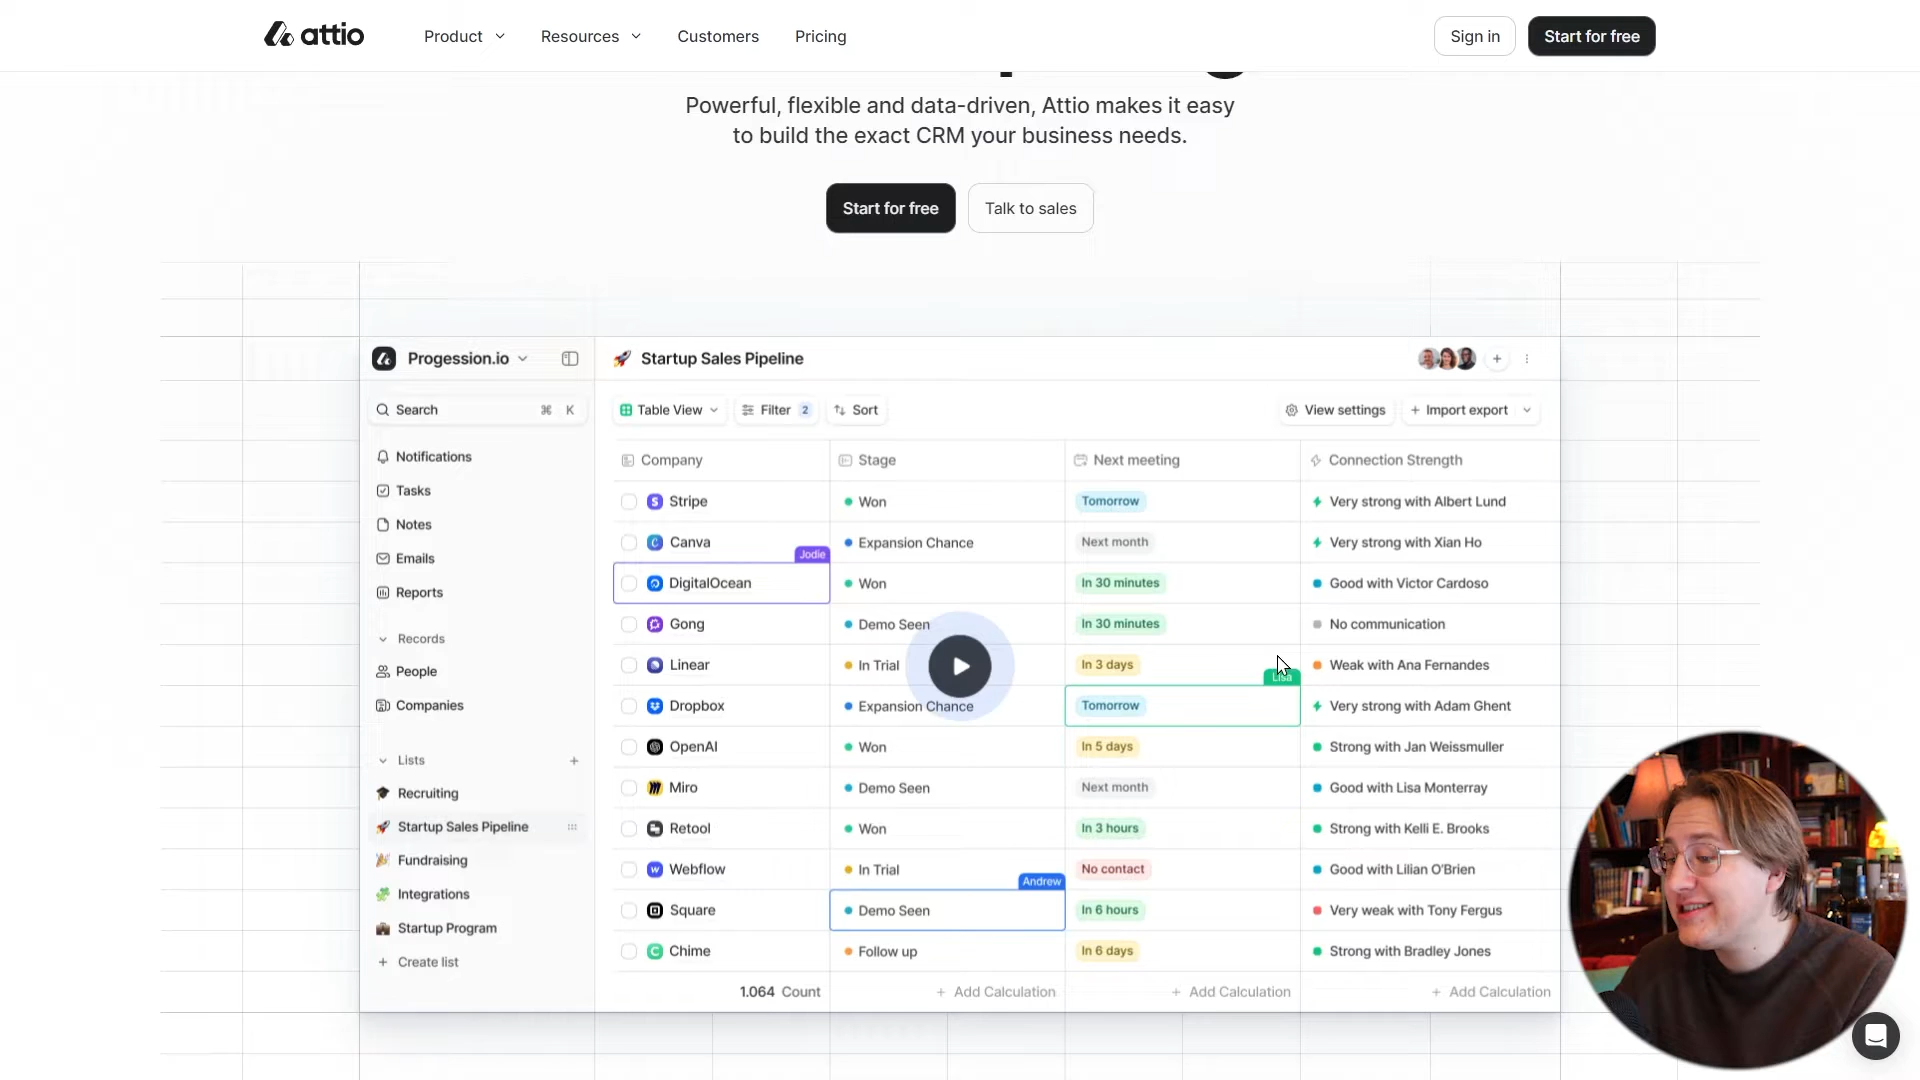 attio
Product
Resources
Customers
Pricing
Sign in
Start for free
Powerful, flexible and data-driven, Attio makes it easy
to build the exact CRM your business needs.
Start for free
Talk to sales
Progession.io
Startup Sales Pipeline
Search ⌘ K
Table View
Filter 2
Sort
View settings
Import export
Notifications
Tasks
Notes
Emails
Reports
Records
People
Companies
Lists
Recruiting
Startup Sales Pipeline
Fundraising
Integrations
Startup Program
Create list
Company Stage Next meeting Connection Strength
Stripe Won Tomorrow Very strong with Albert Lund
Canva Expansion Chance Next month Very strong with Xian Ho
Jodie
DigitalOcean Won In 30 minutes Good with Victor Cardoso
Gong Demo Seen In 30 minutes No communication
Linear In Trial In 3 days Weak with Ana Fernandes
Lisa
Dropbox Expansion Chance Tomorrow Very strong with Adam Ghent
OpenAI Won In 5 days Strong with Jan Weissmuller
Miro Demo Seen Next month Good with Lisa Monterray
Retool Won In 3 hours Strong with Kelli E. Brooks
Webflow In Trial No contact Good with Lilian O'Brien
Andrew
Square Demo Seen In 6 hours Very weak with Tony Fergus
Chime Follow up In 6 days Strong with Bradley Jones
1.064 Count + Add Calculation + Add Calculation + Add Calculation